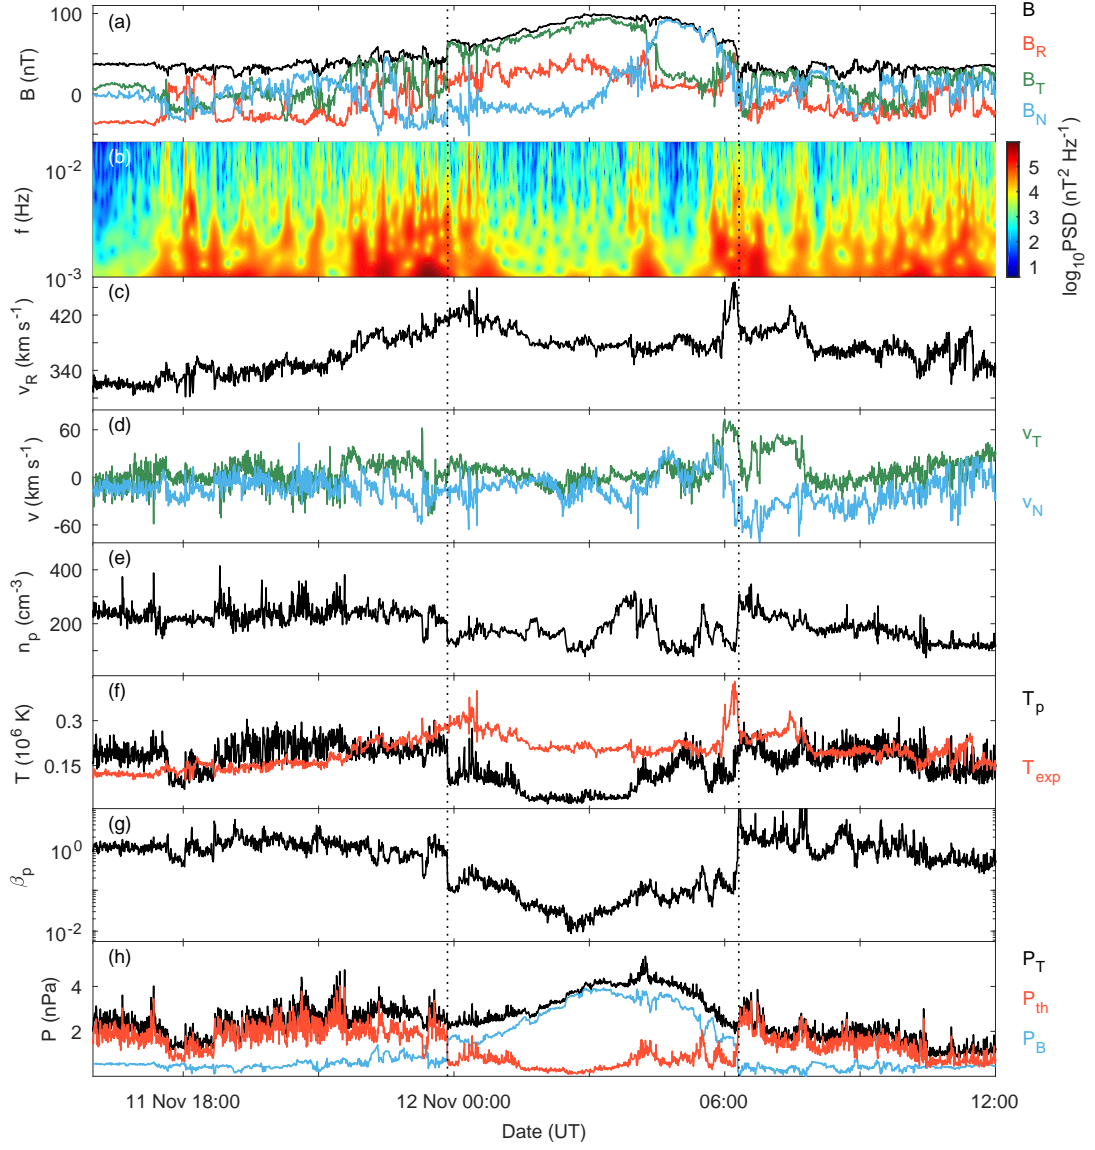 (a)
100
0
B (nT)
B
B_R
B_T
B_N
(b)
10^-2
10^-3
f (Hz)
5
4
3
2
1
log_10 PSD (nT^2 Hz^-1)
(c)
420
340
v_R (km s^-1)
(d)
60
0
-60
v (km s^-1)
v_T
v_N
(e)
400
200
n_p (cm^-3)
(f)
0.3
0.15
T (10^6 K)
T_p
T_exp
(g)
10^0
10^-2
β_p
(h)
4
2
P (nPa)
P_T
P_th
P_B
11 Nov 18:00
12 Nov 00:00
06:00
12:00
Date (UT)